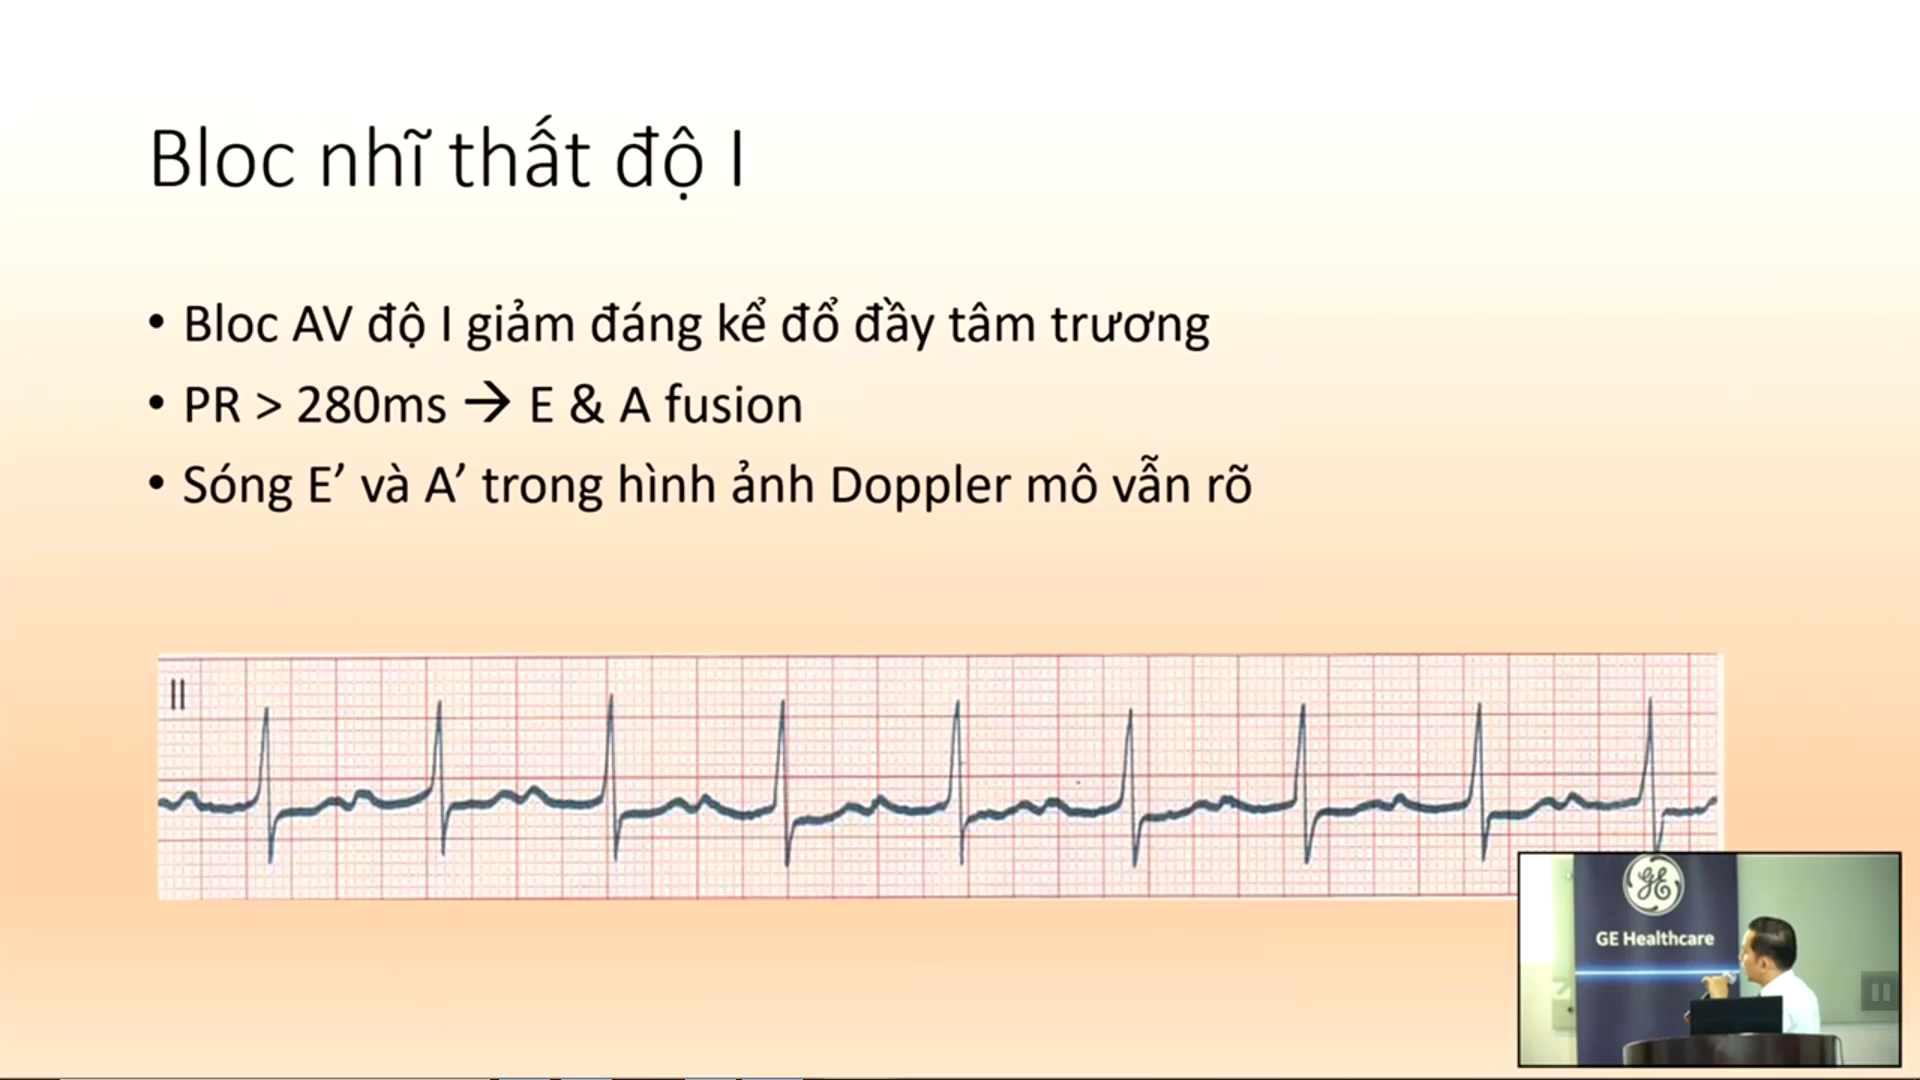 Bloc nhĩ thất độ I
• Bloc AV độ I giảm đáng kể đổ đầy tâm trương
• PR > 280ms → E & A fusion
• Sóng E’ và A’ trong hình ảnh Doppler mô vẫn rõ
II
GE
GE Healthcare